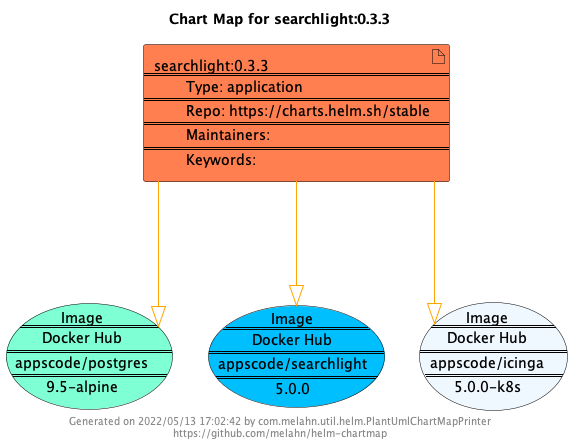 Chart Map for searchlight:0.3.3
searchlight:0.3.3
Type: application
Repo: https://charts.helm.sh/stable
Maintainers:
Keywords:
Image
Docker Hub
appscode/postgres
9.5-alpine
Image
Docker Hub
appscode/searchlight
5.0.0
Image
Docker Hub
appscode/icinga
5.0.0-k8s
Generated on 2022/05/13 17:02:42 by com.melahn.util.helm.PlantUmlChartMapPrinter
https://github.com/melahn/helm-chartmap